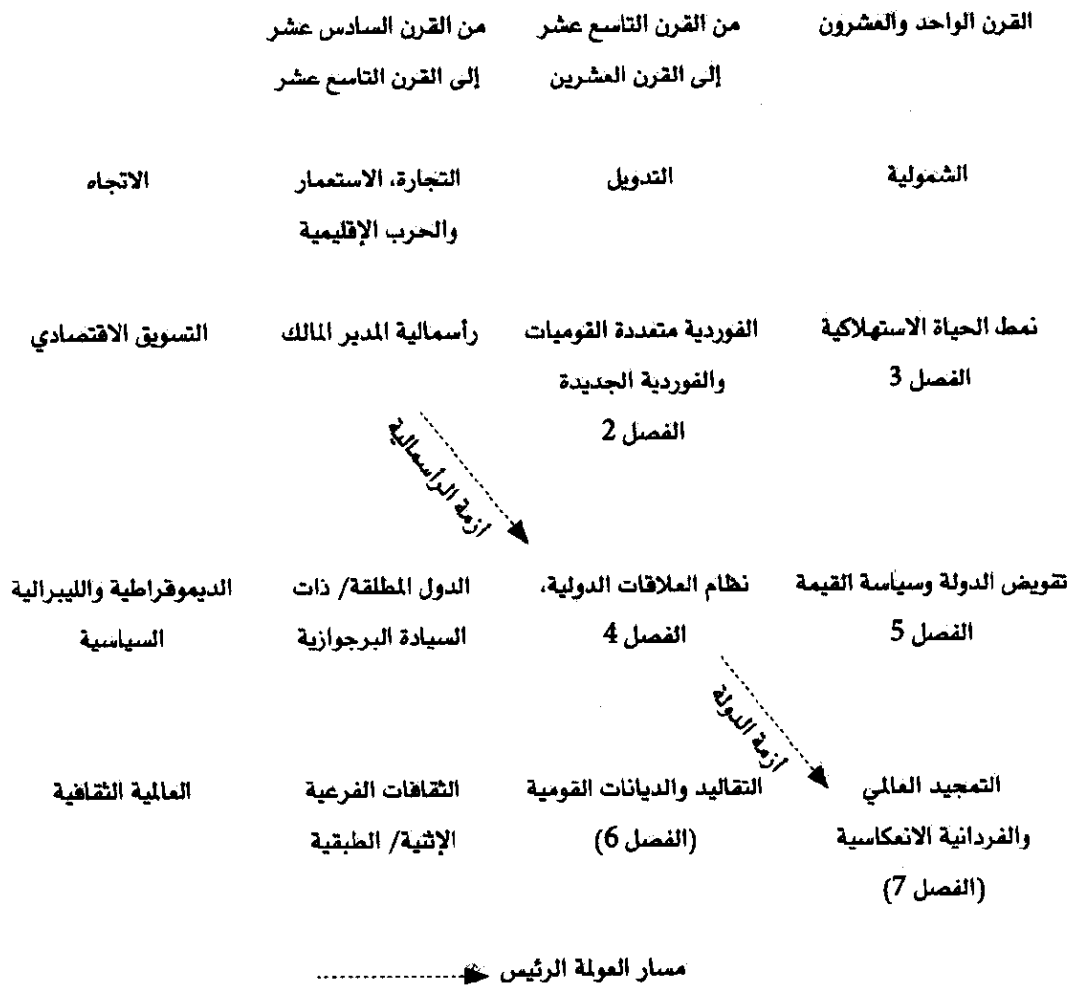 القرن الواحد والعشرون
من القرن التاسع عشر
إلى القرن العشرين
من القرن السادس عشر
إلى القرن التاسع عشر
الشمولية
التدويل
التجارة، الاستعمار
والحرب الإقليمية
الاتجاه
نمط الحياة الاستهلاكية
الفصل 3
الفوردية متعددة القوميات
والفوردية الجديدة
الفصل 2
رأسمالية المدير المالك
التسويق الاقتصادي
أزمة الرأسمالية
تقويض الدولة وسياسة القيمة
الفصل 5
نظام العلاقات الدولية،
الفصل 4
الدول المطلقة/ ذات
السيادة البرجوازية
الديموقراطية والليبرالية
السياسية
أزمة الدولة
التمجيد العالمي
والفردانية الانعكاسية
(الفصل 7)
التقاليد والديانات القومية
(الفصل 6)
الثقافات الفرعية
الإثنية/ الطبقية
العالمية الثقافية
مسار العولمة الرئيس